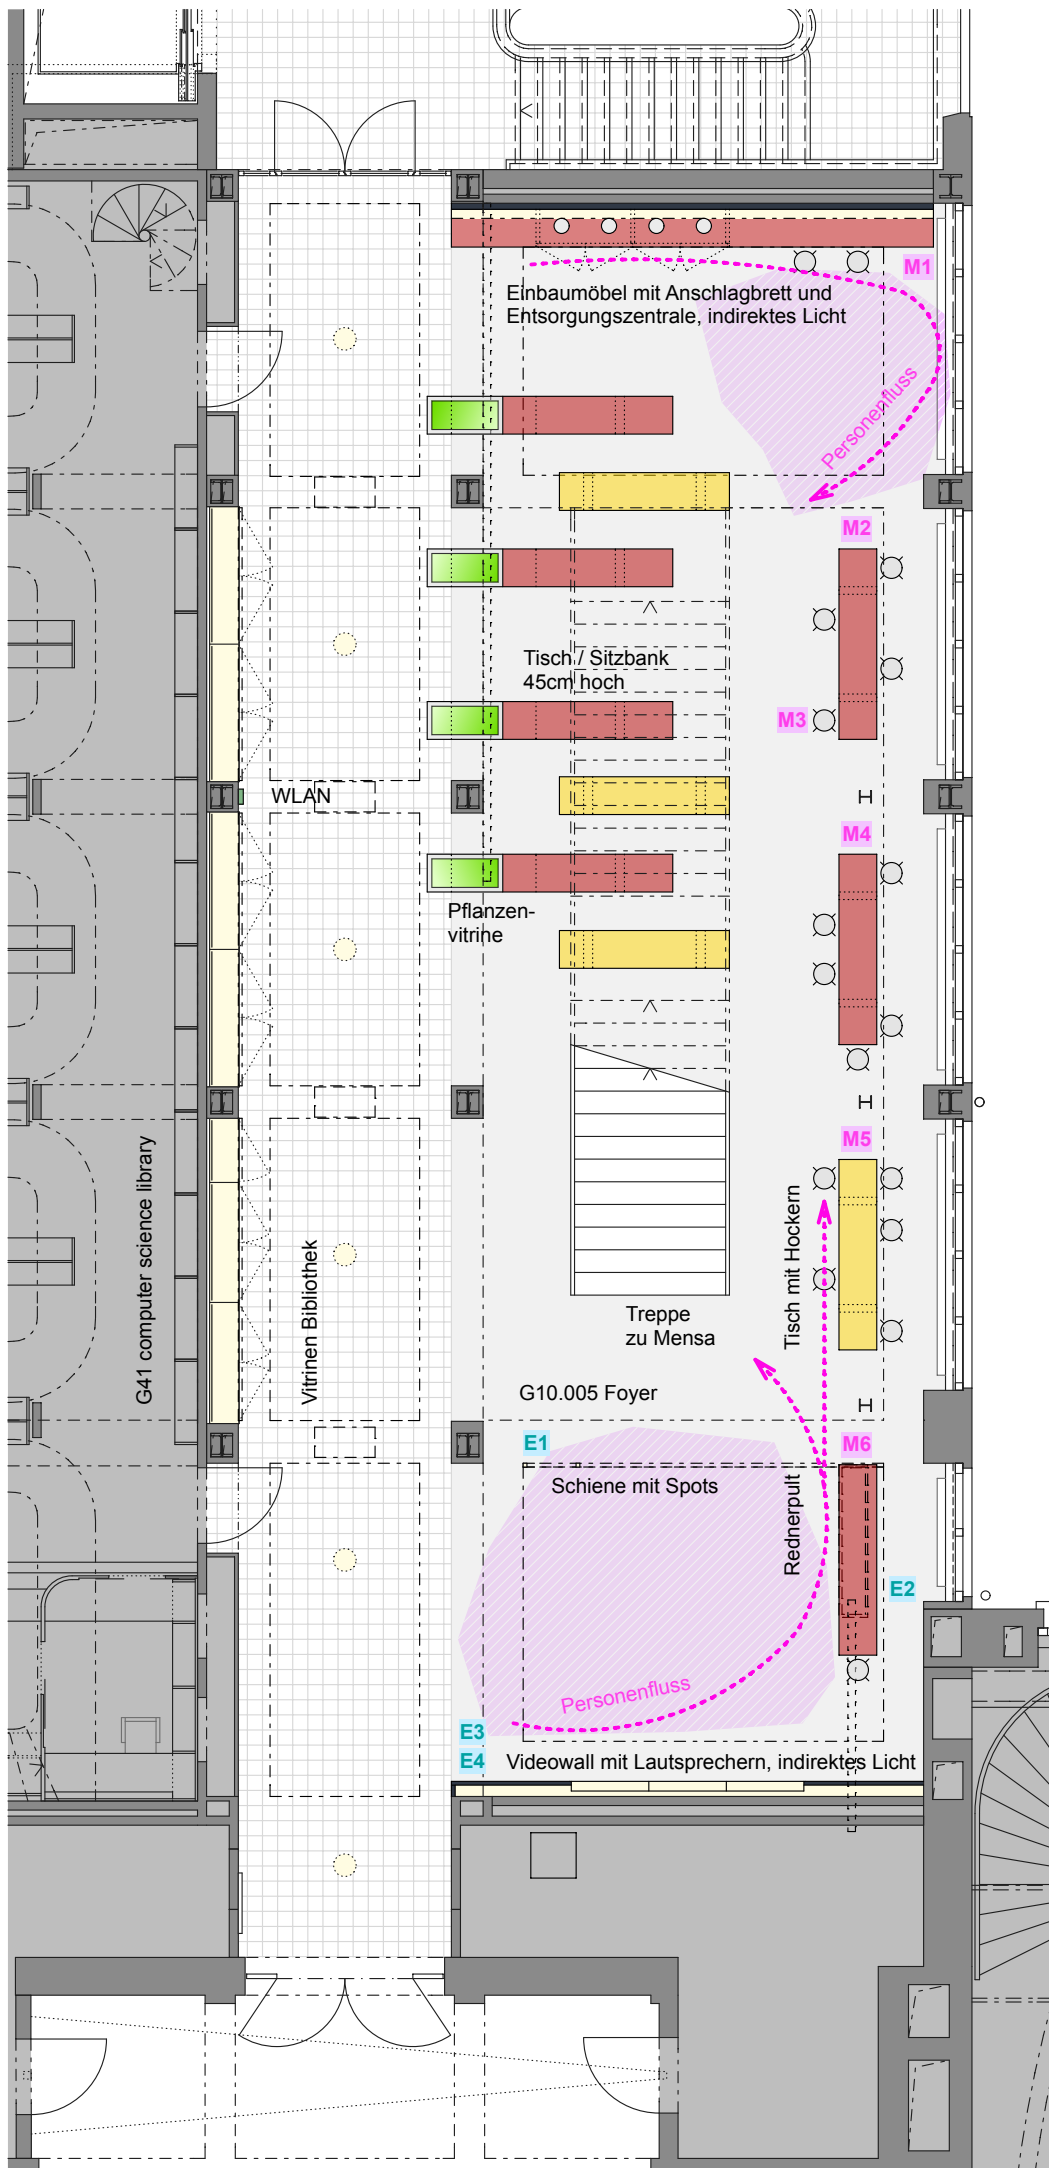 M1
Einbaumöbel mit Anschlagbrett und
Entsorgungszentrale, indirektes Licht
Personenfluss
M2
Tisch / Sitzbank
45cm hoch
M3
WLAN
M4
Pflanzen-
vitrine
M5
G41 computer science library
Vitrinen Bibliothek
Tisch mit Hockern
Treppe
zu Mensa
G10.005 Foyer
E1
M6
Schiene mit Spots
Rednerpult
E2
Personenfluss
E3
E4
Videowall mit Lautsprechern, indirektes Licht